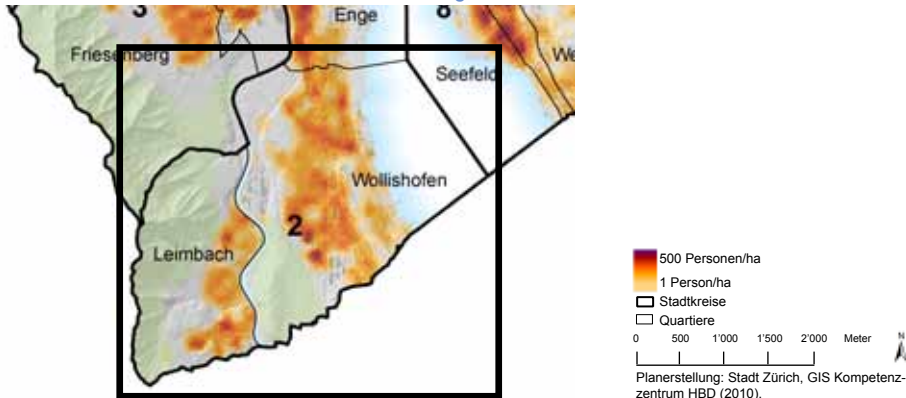 3
Enge
8
Friesenberg
Seefeld
We
Wollishofen
2
Leimbach
500 Personen/ha
1 Person/ha
Stadtkreise
Quartiere
0 500 1'000 1'500 2'000 Meter
N
Planerstellung: Stadt Zürich, GIS Kompetenz-
zentrum HBD (2010).